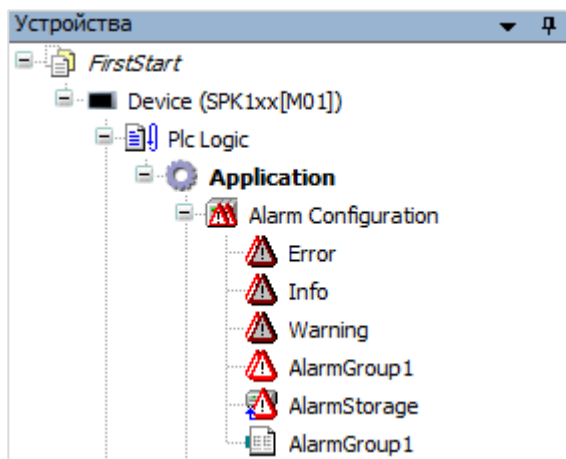 Устройства
FirstStart
Device (SPK1xx[M01])
Plc Logic
Application
Alarm Configuration
Error
Info
Warning
AlarmGroup1
AlarmStorage
AlarmGroup1